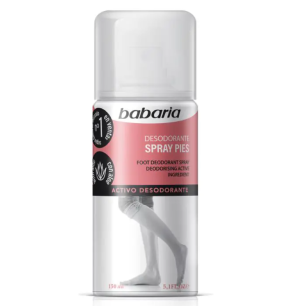 babaria
DESODORANTE
SPRAY PIES
FOOT DEODORANT SPRAY
DEODORISING ACTIVE
INGREDIENT
ACTIVO DESODORANTE